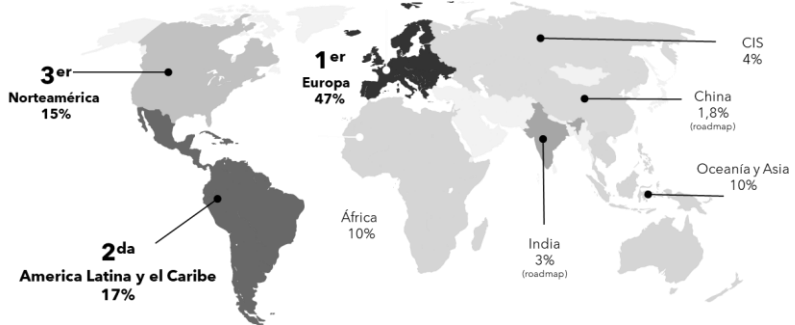 3er
Norteamérica
15%
1er
Europa
47%
CIS
4%
China
1,8%
(roadmap)
Oceanía y Asia
10%
África
10%
India
3%
(roadmap)
2da
America Latina y el Caribe
17%